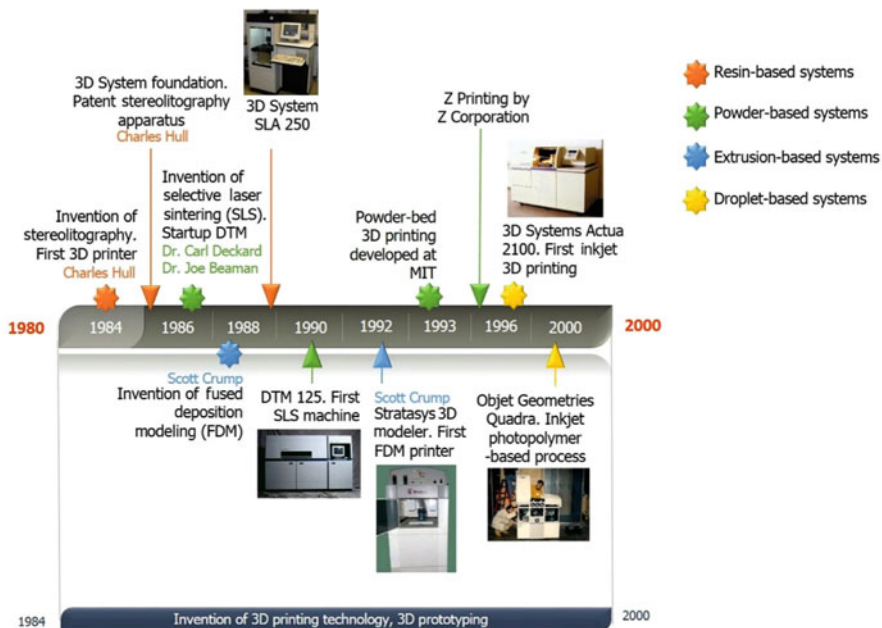 3D System foundation.
Patent stereolitography
apparatus
Charles Hull
3D System
SLA 250
Z Printing by
Z Corporation
Resin-based systems
Powder-based systems
Extrusion-based systems
Droplet-based systems
Invention of
stereolitography.
First 3D printer
Charles Hull
Invention of
selective laser
sintering (SLS).
Startup DTM
Dr. Carl Deckard
Dr. Joe Beaman
Powder-bed
3D printing
developed at
MIT
3D Systems Actua
2100. First inkjet
3D printing
1980
1984
1986
1988
1990
1992
1993
1996
2000
2000
Scott Crump
Invention of fused
deposition
modeling (FDM)
DTM 125. First
SLS machine
Scott Crump
Stratasys 3D
modeler. First
FDM printer
Objet Geometries
Quadra. Inkjet
photopolymer
-based process
1984
Invention of 3D printing technology, 3D prototyping
2000